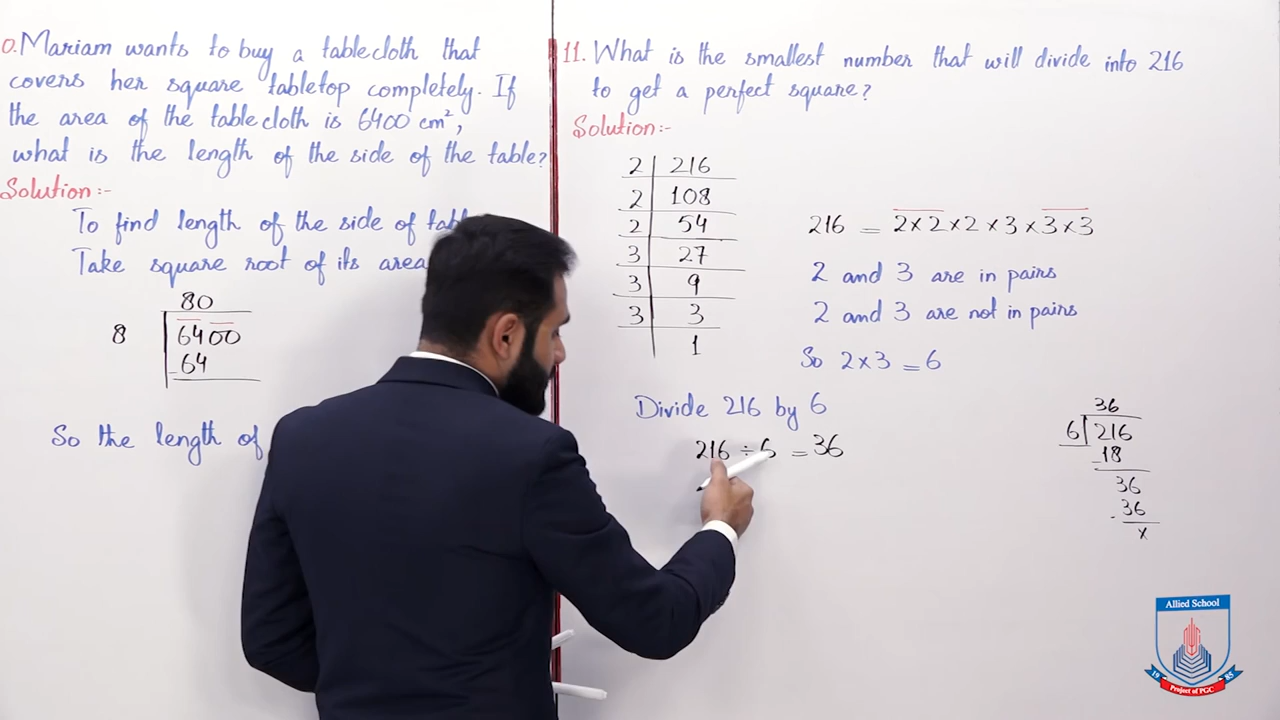 0. Mariam wants to buy a tablecloth that
covers her square tabletop completely. If
the area of the tablecloth is 6400 cm²,
what is the length of the side of the table?
Solution:-
To find length of the side of
Take square root of its area
80
8 | 6400
-64
So the length of
11. What is the smallest number that will divide into 216
to get a perfect square?
Solution:-
2 | 216
2 | 108
2 | 54
3 | 27
3 | 9
3 | 3
1
216 = 2×2×2×3×3×3
2 and 3 are in pairs
2 and 3 are not in pairs
So 2×3 = 6
Divide 216 by 6
216 ÷ 6 = 36
36
6 | 216
-18
36
-36
x
Allied School
19 85
Project of PGC